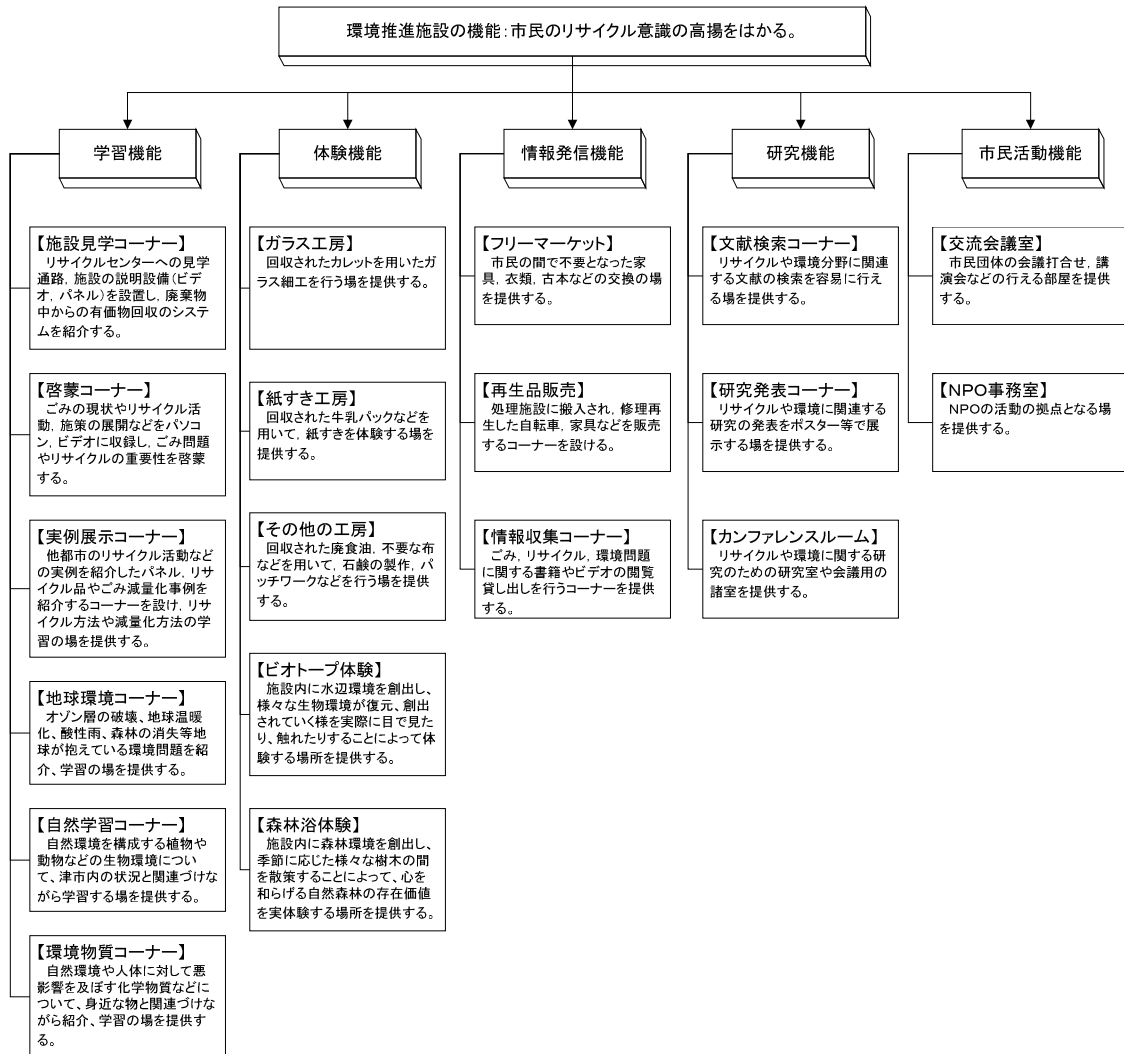 環境推進施設の機能:市民のリサイクル意識の高揚をはかる。
学習機能
体験機能
情報発信機能
研究機能
市民活動機能
【施設見学コーナー】
リサイクルセンターへの見学
通路,施設の説明設備(ビデ
オ,パネル)を設置し,廃棄物
中からの有価物回収のシステ
ムを紹介する。
【啓蒙コーナー】
ごみの現状やリサイクル活
動,施策の展開などをパソコ
ン,ビデオに収録し,ごみ問題
やリサイクルの重要性を啓蒙
する。
【実例展示コーナー】
他都市のリサイクル活動など
の実例を紹介したパネル,リサ
イクル品やごみ減量化事例を
紹介するコーナーを設け,リサ
イクル方法や減量化方法の学
習の場を提供する。
【地球環境コーナー】
オゾン層の破壊、地球温暖
化、酸性雨、森林の消失等地
球が抱えている環境問題を紹
介、学習の場を提供する。
【自然学習コーナー】
自然環境を構成する植物や
動物などの生物環境につい
て、津市内の状況と関連づけな
がら学習する場を提供する。
【環境物質コーナー】
自然環境や人体に対して悪
影響を及ぼす化学物質などに
ついて、身近な物と関連づけな
がら紹介、学習の場を提供す
る。
【ガラス工房】
回収されたカレットを用いたガ
ラス細工を行う場を提供する。
【紙すき工房】
回収された牛乳パックなどを
用いて,紙すきを体験する場を
提供する。
【その他の工房】
回収された廃食油,不要な布
などを用いて,石鹸の製作,パ
ッチワークなどを行う場を提供
する。
【ビオトープ体験】
施設内に水辺環境を創出し、
様々な生物環境が復元、創出
されていく様を実際に目で見た
り、触れたりすることによって体
験する場所を提供する。
【森林浴体験】
施設内に森林環境を創出し、
季節に応じた様々な樹木の間
を散策することによって、心を
和らげる自然森林の存在価値
を実体験する場所を提供する。
【フリーマーケット】
市民の間で不要となった家
具,衣類,古本などの交換の場
を提供する。
【再生品販売】
処理施設に搬入され,修理再
生した自転車,家具などを販売
するコーナーを設ける。
【情報収集コーナー】
ごみ,リサイクル,環境問題
に関する書籍やビデオの閲覧
貸し出しを行うコーナーを提供
する。
【文献検索コーナー】
リサイクルや環境分野に関連
する文献の検索を容易に行え
る場を提供する。
【研究発表コーナー】
リサイクルや環境に関連する
研究の発表をポスター等で展
示する場を提供する。
【カンファレンスルーム】
リサイクルや環境に関する研
究のための研究室や会議用の
諸室を提供する。
【交流会議室】
市民団体の会議打合せ,講
演会などの行える部屋を提供
する。
【NPO事務室】
NPOの活動の拠点となる場
を提供する。